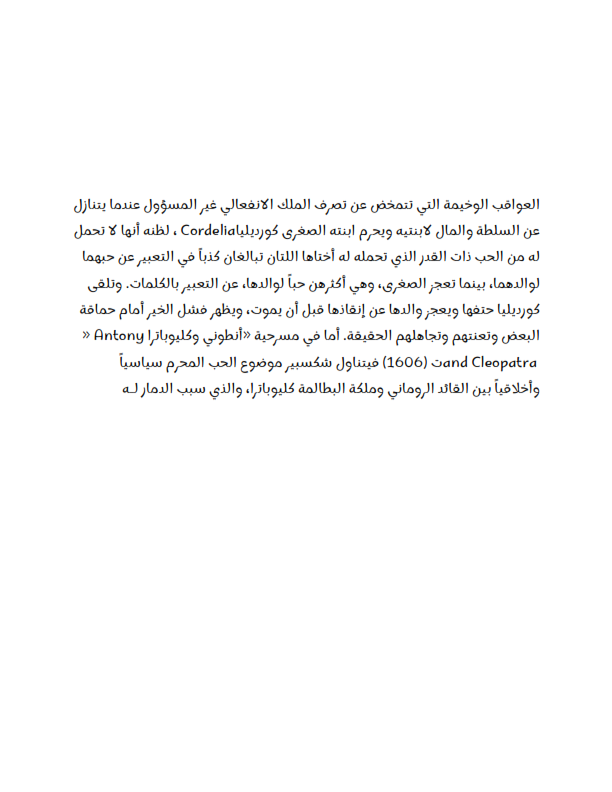 العواقب الوخيمة التي تتمخض عن تصرف الملك الانفعالي غير المسؤول عندما يتنازل
عن السلطة والمال لابنتيه ويحرم ابنته الصغرى كورديلياCordelia ، لظنه أنها لا تحمل
له من الحب ذات القدر الذي تحمله له أختاها اللتان تبالغان كذباً في التعبير عن حبهما
لوالدهما، بينما تعجز الصغرى، وهي أكثرهن حباً لوالدها، عن التعبير بالكلمات. وتلقى
كورديليا حتفها ويعجز والدها عن إنقاذها قبل أن يموت، ويظهر فشل الخير أمام حماقة
البعض وتعنتهم وتجاهلهم الحقيقة. أما في مسرحية «أنطوني وكليوباترا Antony »
and Cleopatraت (1606) فيتناول شكسبير موضوع الحب المحرم سياسياً
وأخلاقياً بين القائد الروماني وملكة البطالمة كليوباترا، والذي سبب الدمار لـه